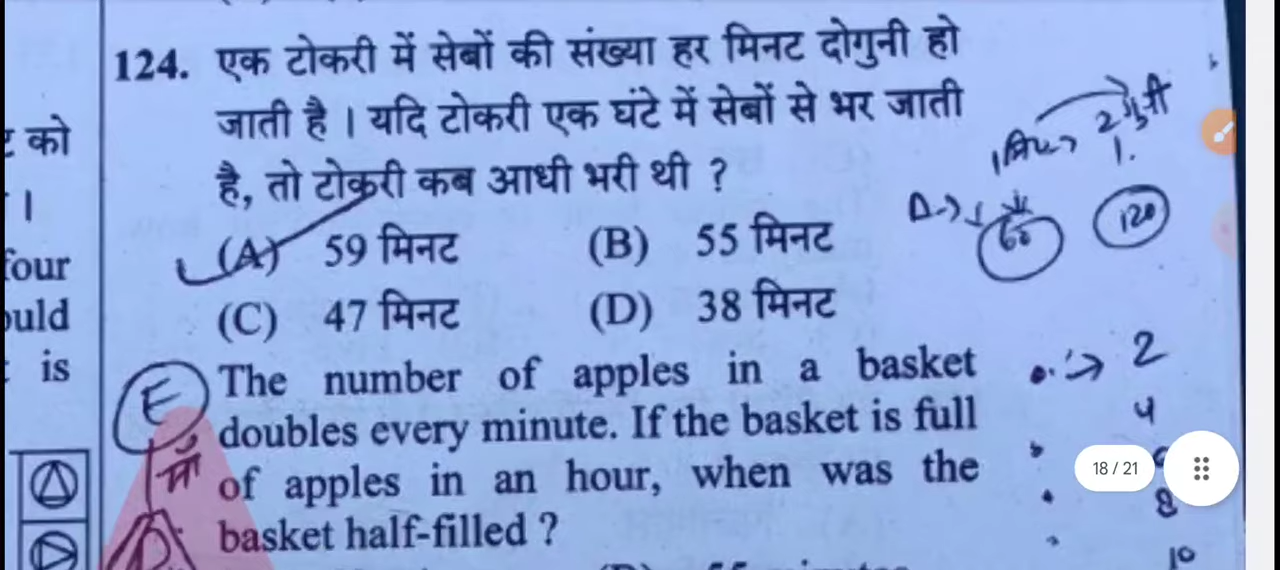 124. एक टोकरी में सेबों की संख्या हर मिनट दोगुनी हो
जाती है । यदि टोकरी एक घंटे में सेबों से भर जाती
है, तो टोकरी कब आधी भरी थी ?
(A) 59 मिनट (B) 55 मिनट
(C) 47 मिनट (D) 38 मिनट
The number of apples in a basket
doubles every minute. If the basket is full
of apples in an hour, when was the
basket half-filled ?
को
।
four
ould
is
E
60
120
2
4
8
10
18 / 21